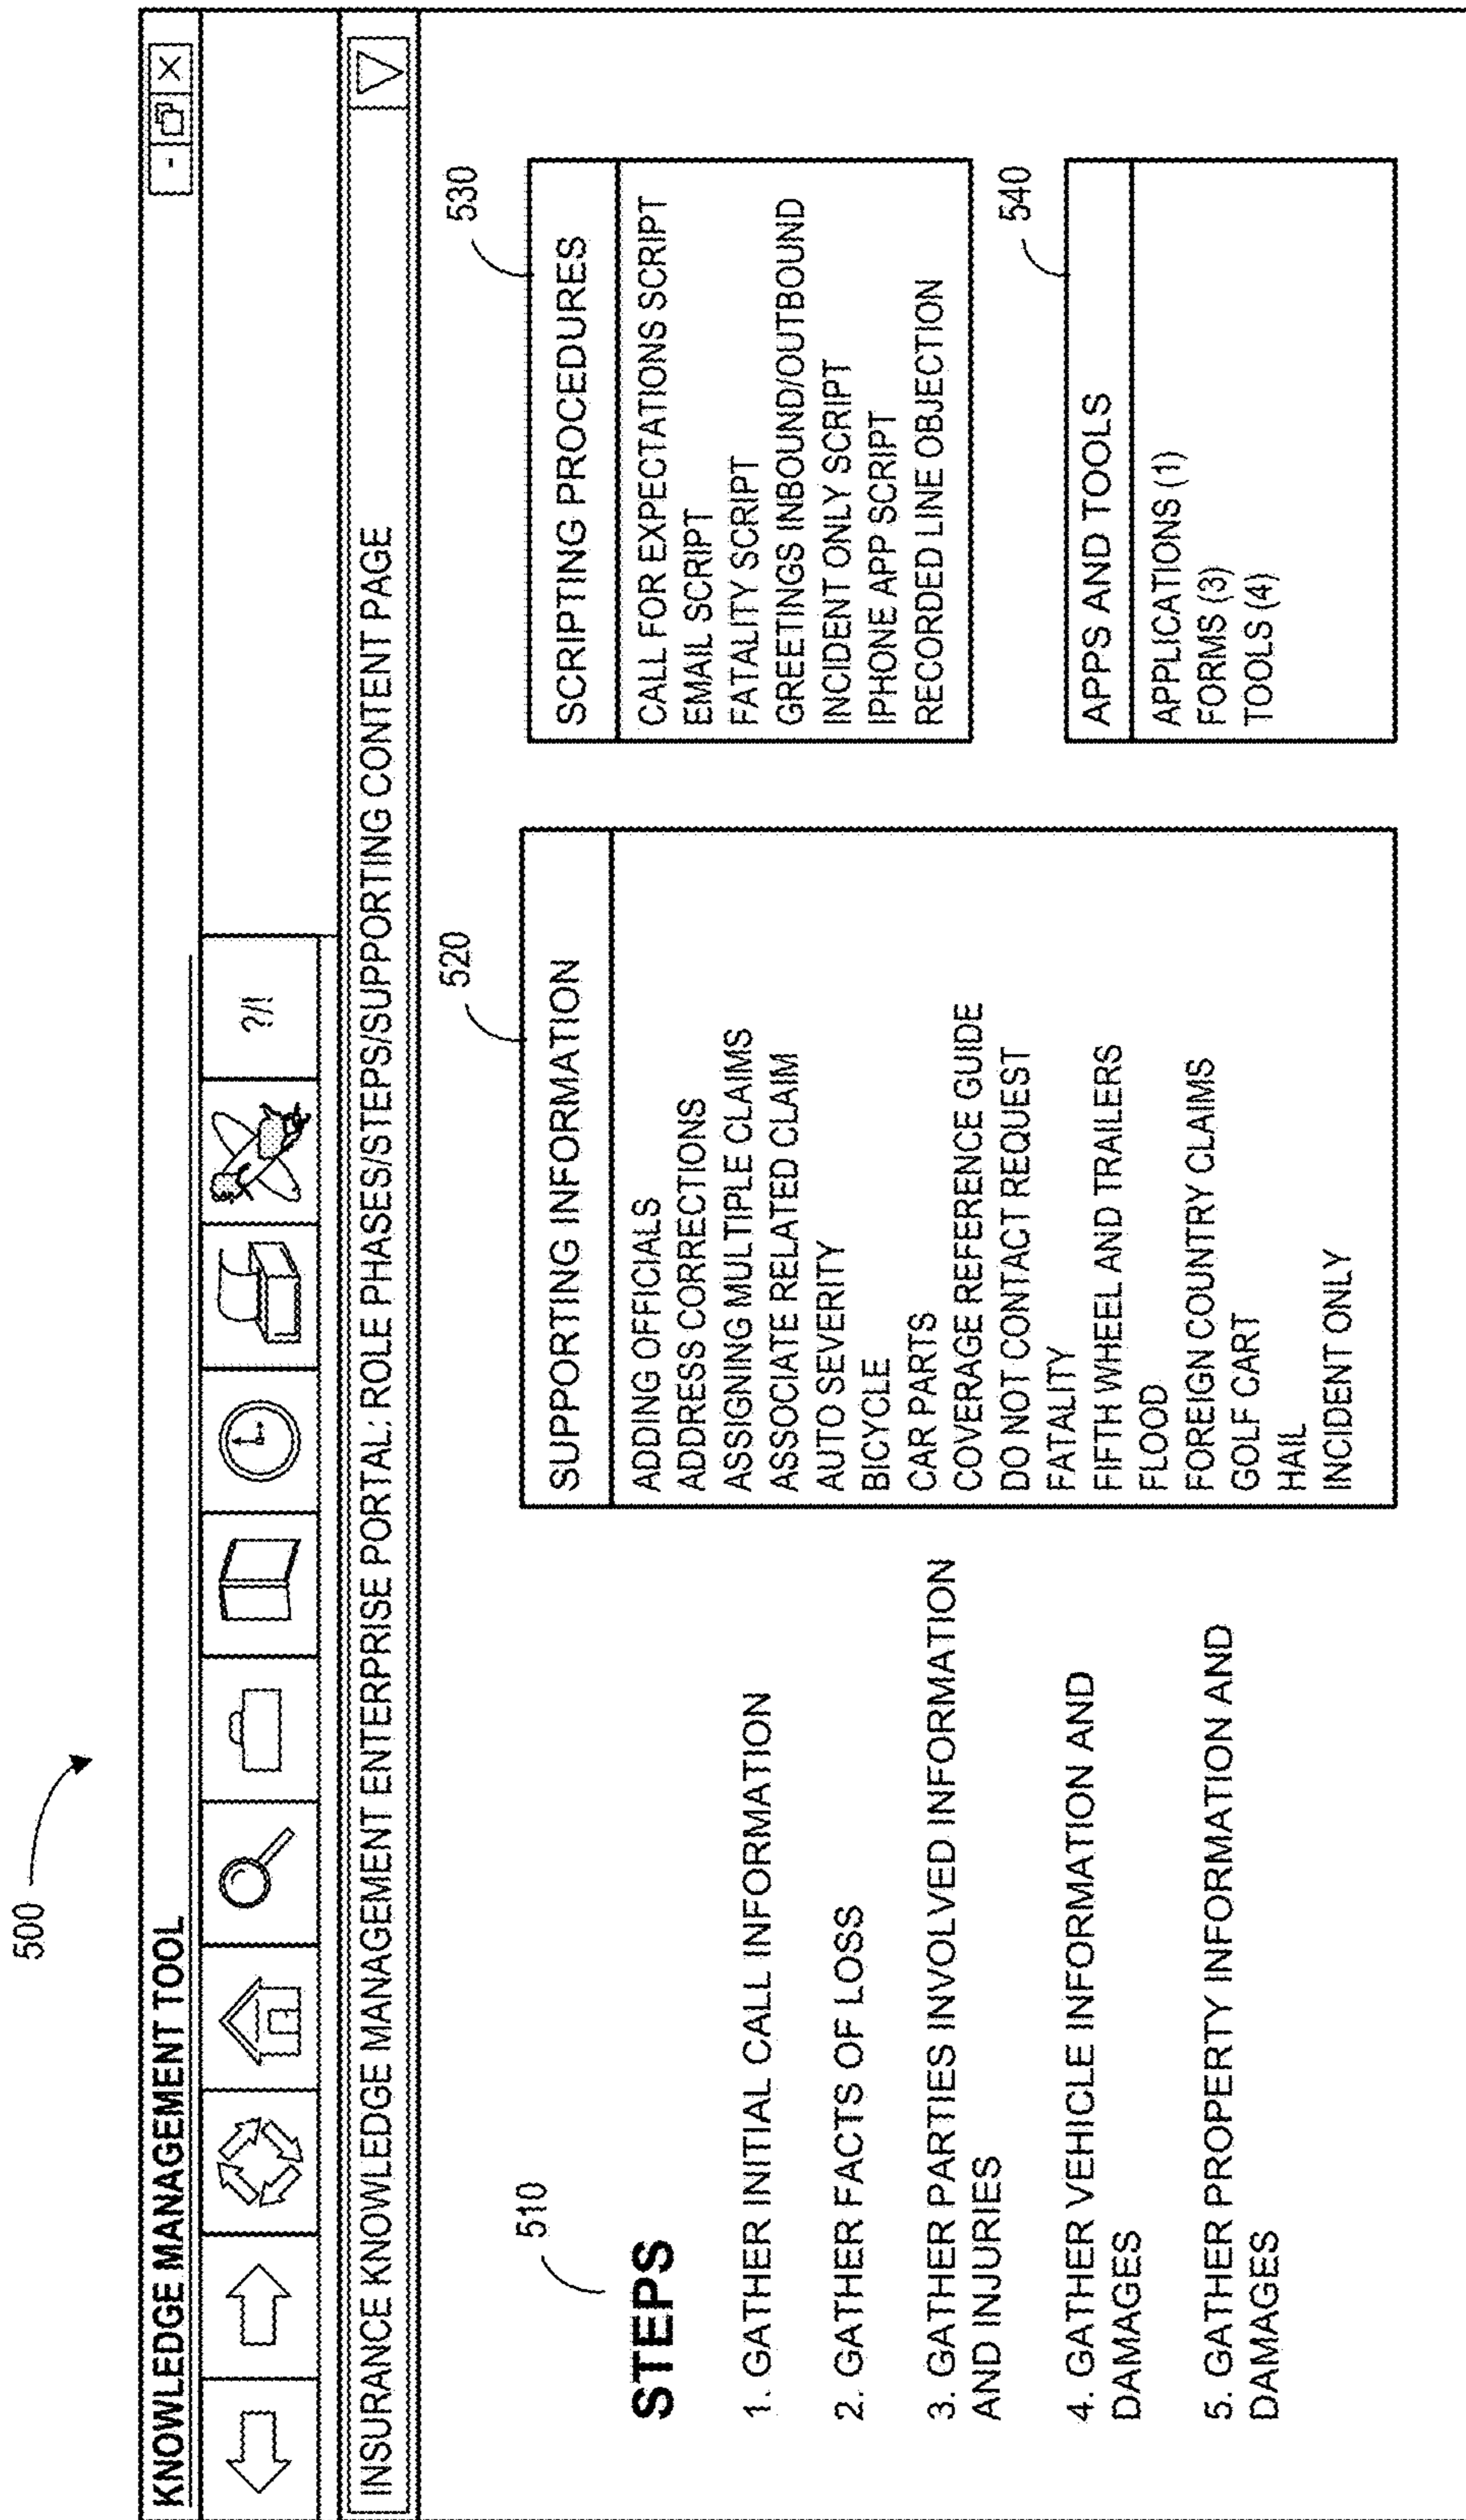 500
KNOWLEDGE MANAGEMENT TOOL
- X
?/!
INSURANCE KNOWLEDGE MANAGEMENT ENTERPRISE PORTAL: ROLE PHASES/STEPS/SUPPORTING CONTENT PAGE
510
STEPS
1. GATHER INITIAL CALL INFORMATION
2. GATHER FACTS OF LOSS
3. GATHER PARTIES INVOLVED INFORMATION
AND INJURIES
4. GATHER VEHICLE INFORMATION AND
DAMAGES
5. GATHER PROPERTY INFORMATION AND
DAMAGES
520
SUPPORTING INFORMATION
ADDING OFFICIALS
ADDRESS CORRECTIONS
ASSIGNING MULTIPLE CLAIMS
ASSOCIATE RELATED CLAIM
AUTO SEVERITY
BICYCLE
CAR PARTS
COVERAGE REFERENCE GUIDE
DO NOT CONTACT REQUEST
FATALITY
FIFTH WHEEL AND TRAILERS
FLOOD
FOREIGN COUNTRY CLAIMS
GOLF CART
HAIL
INCIDENT ONLY
530
SCRIPTING PROCEDURES
CALL FOR EXPECTATIONS SCRIPT
EMAIL SCRIPT
FATALITY SCRIPT
GREETINGS INBOUND/OUTBOUND
INCIDENT ONLY SCRIPT
IPHONE APP SCRIPT
RECORDED LINE OBJECTION
540
APPS AND TOOLS
APPLICATIONS (1)
FORMS (3)
TOOLS (4)